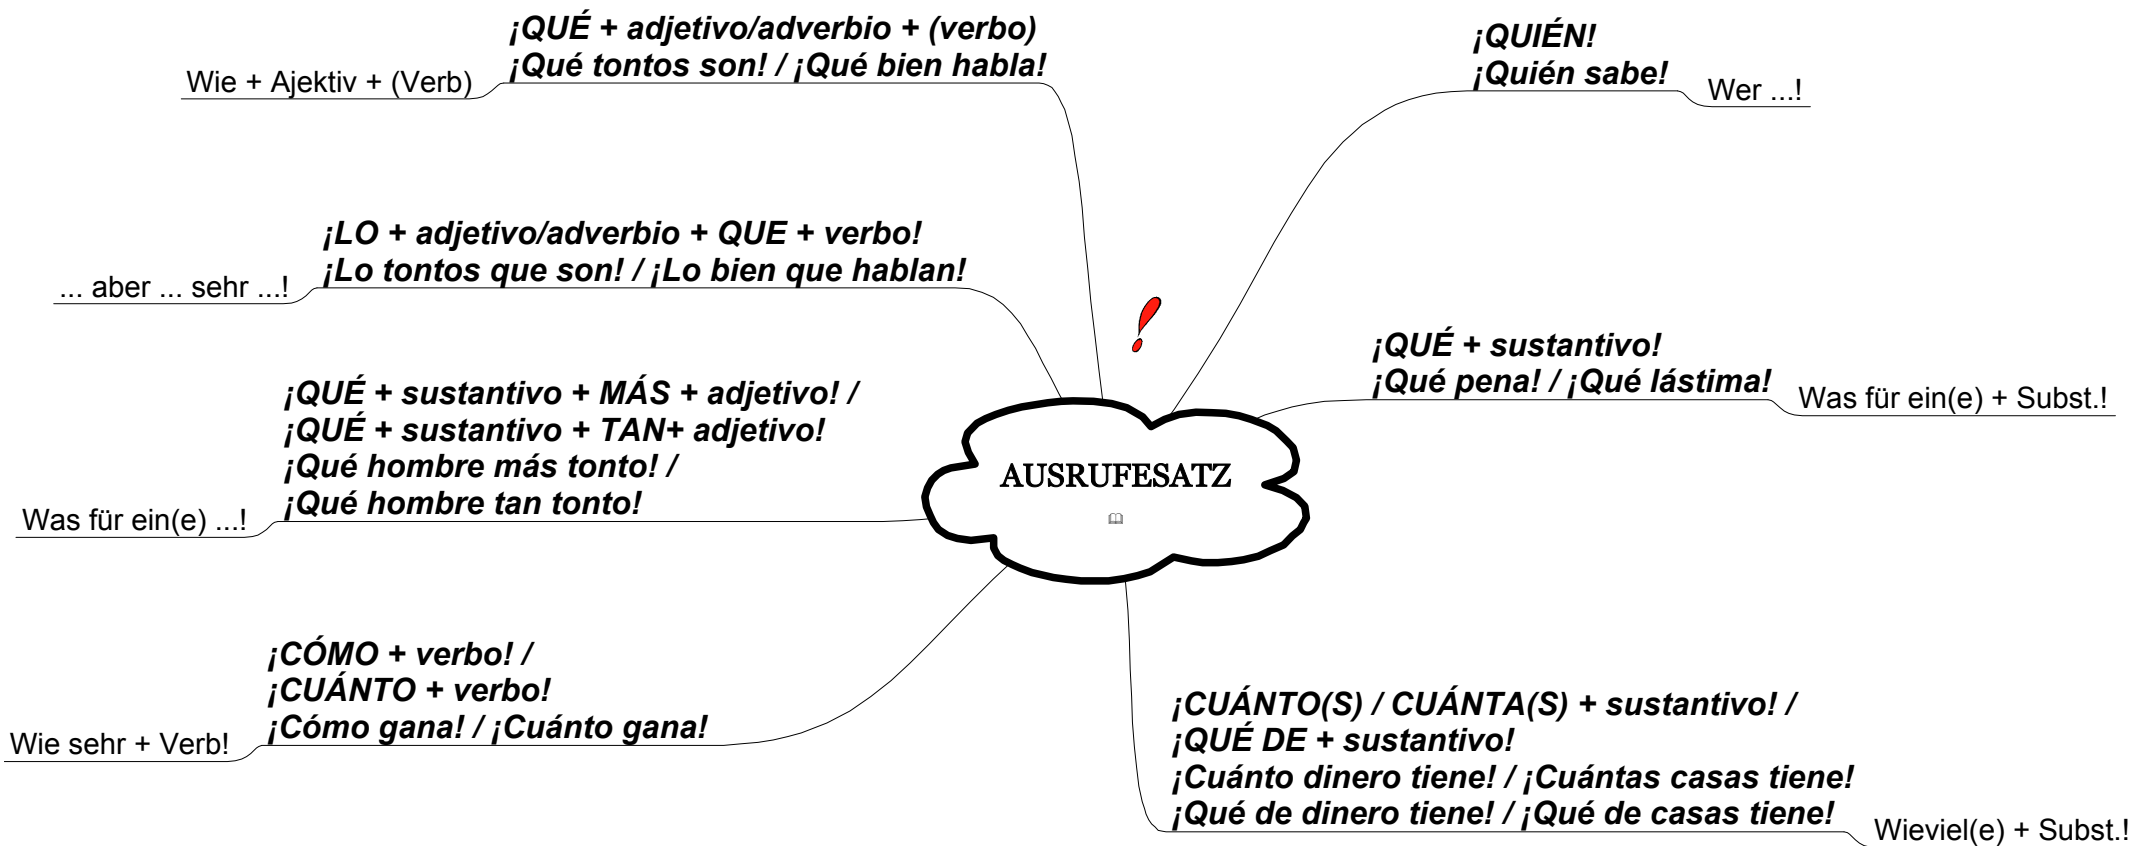 ¡QUÉ + adjetivo/adverbio + (verbo)
¡Qué tontos son! / ¡Qué bien habla!
Wie + Ajektiv + (Verb)
¡LO + adjetivo/adverbio + QUE + verbo!
¡Lo tontos que son! / ¡Lo bien que hablan!
... aber ... sehr ...!
¡QUÉ + sustantivo + MÁS + adjetivo! /
¡QUÉ + sustantivo + TAN+ adjetivo!
¡Qué hombre más tonto! /
¡Qué hombre tan tonto!
Was für ein(e) ...!
¡CÓMO + verbo! /
¡CUÁNTO + verbo!
¡Cómo gana! / ¡Cuánto gana!
Wie sehr + Verb!
AUSRUFESATZ
¡QUIÉN!
¡Quién sabe!
Wer ...!
¡QUÉ + sustantivo!
¡Qué pena! / ¡Qué lástima!
Was für ein(e) + Subst.!
¡CUÁNTO(S) / CUÁNTA(S) + sustantivo! /
¡QUÉ DE + sustantivo!
¡Cuánto dinero tiene! / ¡Cuántas casas tiene!
¡Qué de dinero tiene! / ¡Qué de casas tiene!
Wieviel(e) + Subst.!